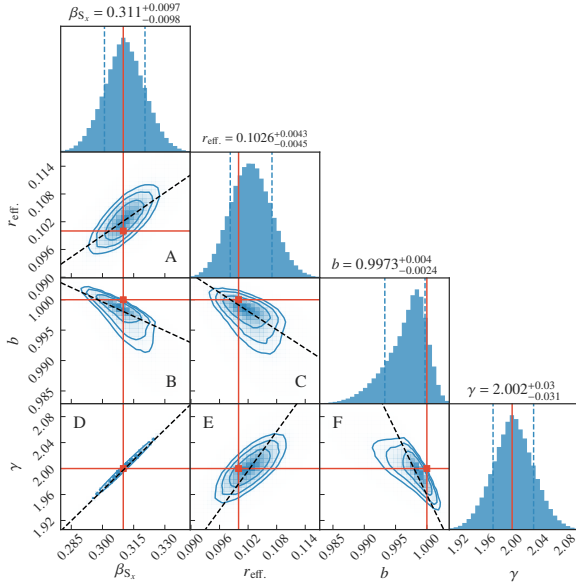 β_{S_x} = 0.311^{+0.0097}_{−0.0098}
r_{eff.} = 0.1026^{+0.0043}_{−0.0045}
b = 0.9973^{+0.004}_{−0.0024}
γ = 2.002^{+0.03}_{−0.031}
r_{eff.}
0.114
0.108
0.102
0.096
0.090
A
b
1.000
0.995
0.990
0.985
B
C
γ
2.08
2.04
2.00
1.96
1.92
D
E
F
0.285
0.300
0.315
0.330
0.090
0.096
0.102
0.108
0.114
0.985
0.990
0.995
1.000
1.92
1.96
2.00
2.04
2.08
β_{S_x}
r_{eff.}
b
γ